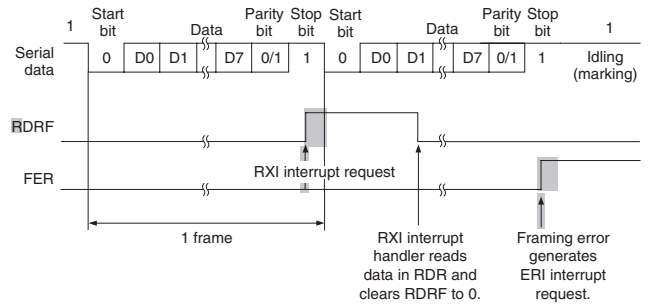 1 Start bit Data Parity bit Stop bit Start bit Data Parity bit Stop bit 1
Serial data 0 D0 D1 D7 0/1 1 0 D0 D1 D7 0/1 1 Idling (marking)
RDRF
RXI interrupt request
FER
1 frame
RXI interrupt
handler reads
data in RDR and
clears RDRF to 0.
Framing error
generates
ERI interrupt
request.